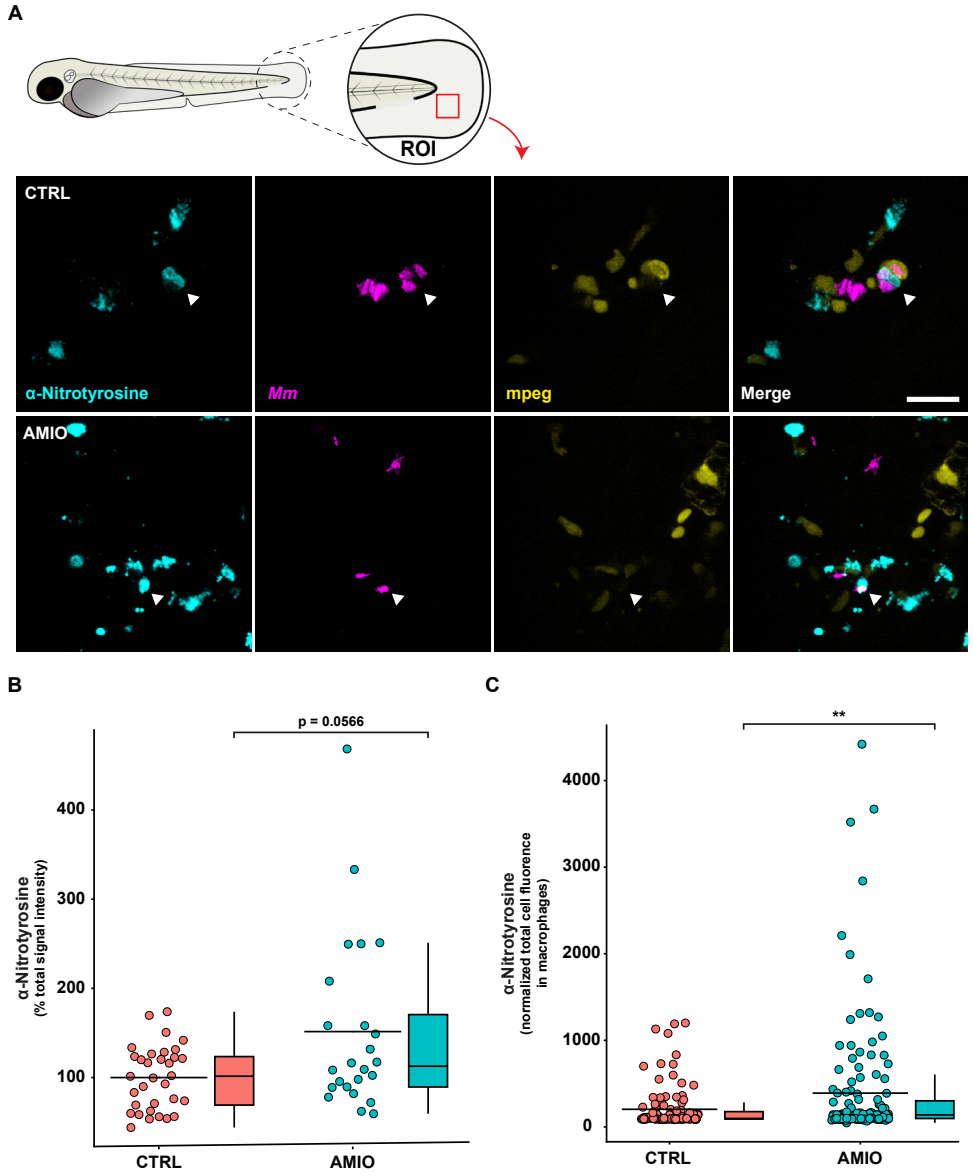 A
ROI
CTRL
α-Nitrotyrosine
Mm
mpeg
Merge
AMIO
B
p = 0.0566
400
300
200
100
0
α-Nitrotyrosine
(% total signal intensity)
CTRL
AMIO
C
**
4000
3000
2000
1000
0
α-Nitrotyrosine
(normalized total cell fluorence
in macrophages)
CTRL
AMIO